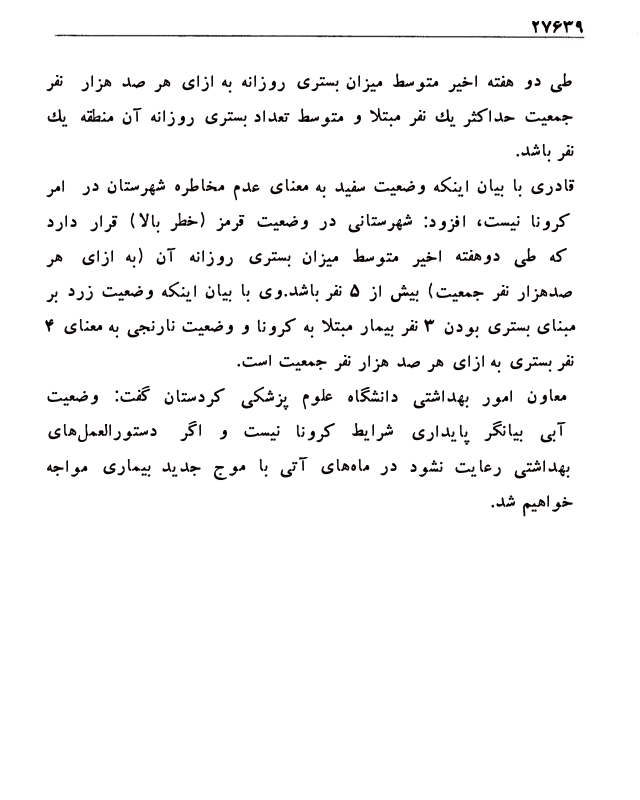 ۲۷۶۳۹
طی دو هفته اخیر متوسط میزان بستری روزانه به ازای هر صد هزار نفر
جمعیت حداکثر یك نفر مبتلا و متوسط تعداد بستری روزانه آن منطقه یك
نفر باشد.
قادری با بیان اینکه وضعیت سفید به معنای عدم مخاطره شهرستان در امر
کرونا نیست، افزود: شهرستانی در وضعیت قرمز (خطر بالا) قرار دارد
که طی دوهفته اخیر متوسط میزان بستری روزانه آن (به ازای هر
صدهزار نفر جمعیت) بیش از ۵ نفر باشد.وی با بیان اینکه وضعیت زرد بر
مبنای بستری بودن ۳ نفر بیمار مبتلا به کرونا و وضعیت نارنجی به معنای ۴
نفر بستری به ازای هر صد هزار نفر جمعیت است.
معاون امور بهداشتی دانشگاه علوم پزشکی کردستان گفت: وضعیت
آبی بیانگر پایداری شرایط کرونا نیست و اگر دستورالعمل‌های
بهداشتی رعایت نشود در ماه‌های آتی با موج جدید بیماری مواجه
خواهیم شد.